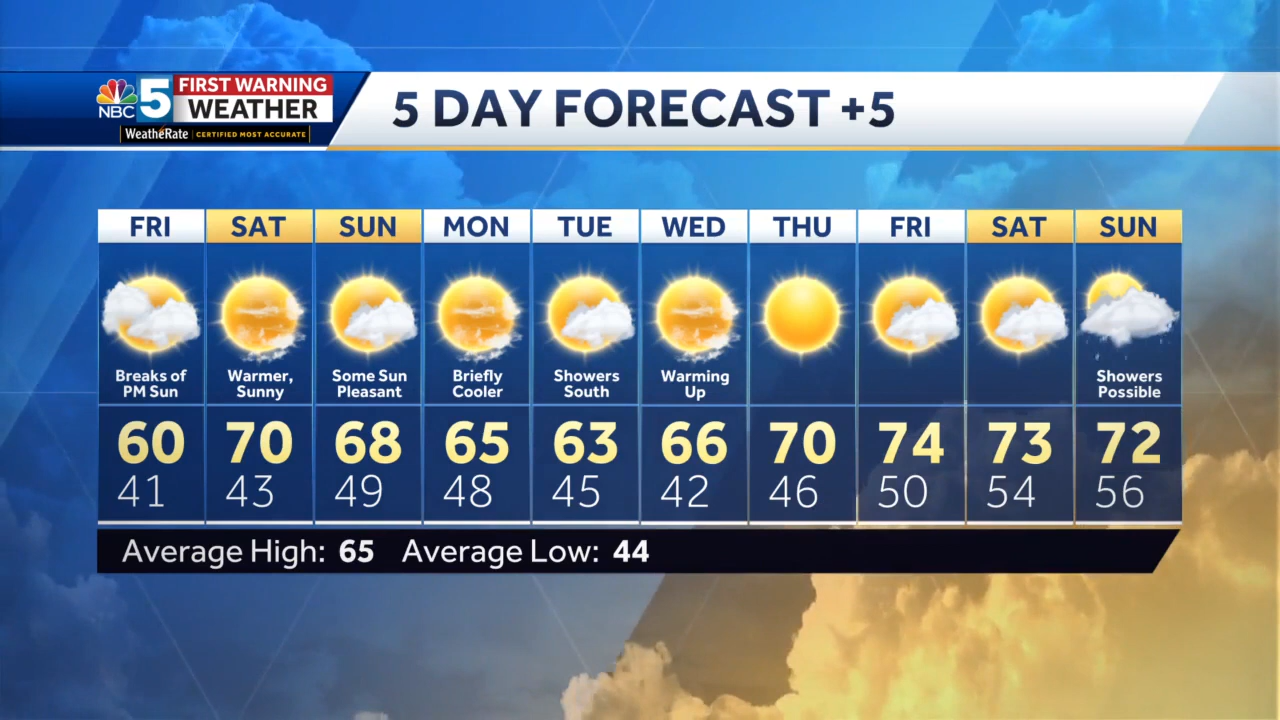 NBC 5 FIRST WARNING
WEATHER
WeatheRate CERTIFIED MOST ACCURATE
5 DAY FORECAST +5
FRI SAT SUN MON TUE WED THU FRI SAT SUN
Breaks of Warmer, Some Sun Briefly Showers Warming Showers
PM Sun Sunny Pleasant Cooler South Up Possible
60 70 68 65 63 66 70 74 73 72
41 43 49 48 45 42 46 50 54 56
Average High: 65 Average Low: 44